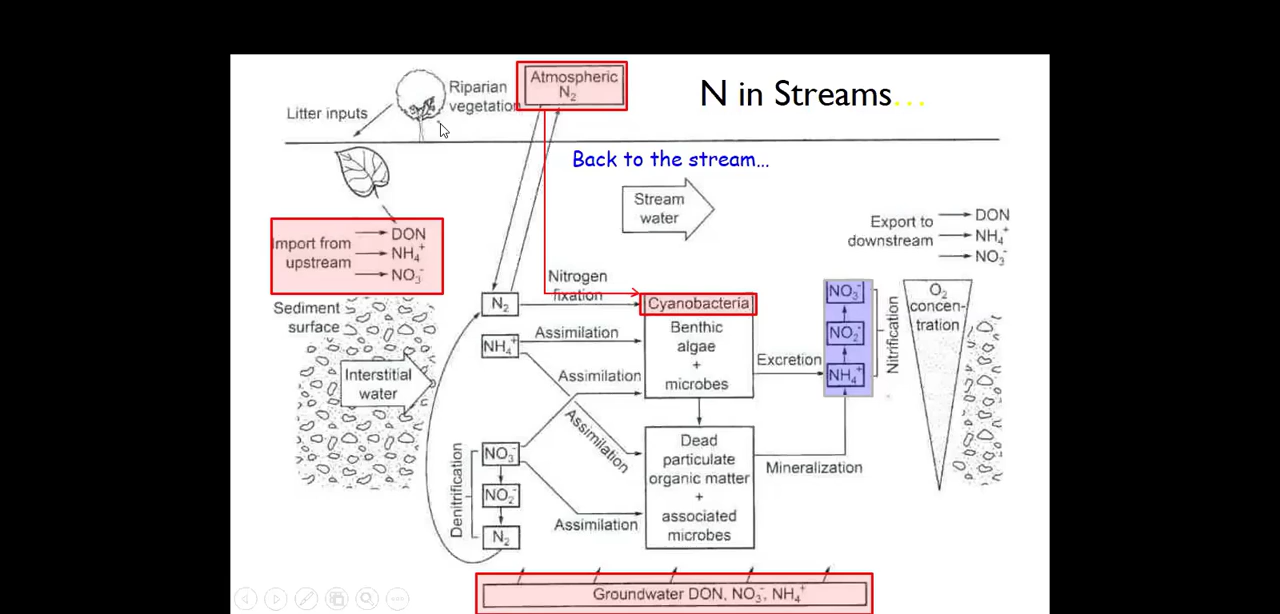 N in Streams...
Atmospheric
N₂
Riparian
vegetation
Litter inputs
Back to the stream...
Stream
water
Import from
upstream
DON
NH₄⁺
NO₃⁻
Export to
downstream
DON
NH₄⁺
NO₃⁻
Sediment
surface
Interstitial
water
N₂
Nitrogen
fixation
Cyanobacteria
NH₄⁺
Assimilation
Benthic
algae
+
microbes
Assimilation
Assimilation
Excretion
NO₃⁻
NO₂⁻
NH₄⁺
Nitrification
O₂
concen-
tration
Denitrification
NO₃⁻
NO₂⁻
N₂
Assimilation
Dead
particulate
organic matter
+
associated
microbes
Mineralization
Groundwater DON, NO₃⁻, NH₄⁺